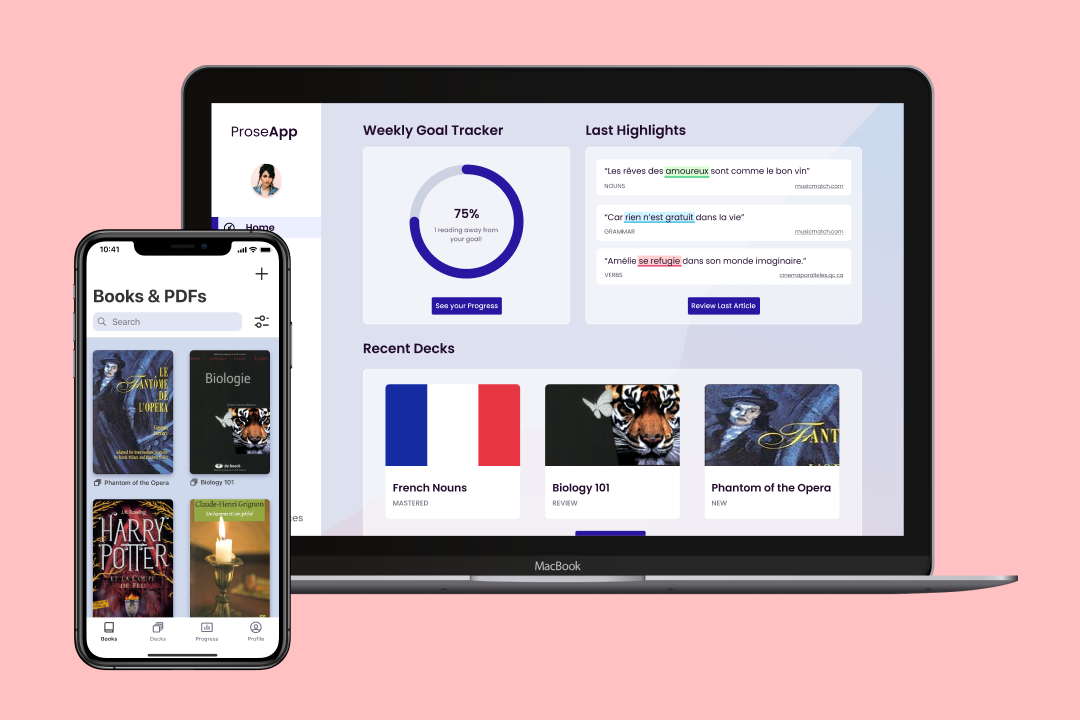 ProseApp
Home
ces
Weekly Goal Tracker
75%
1 reading away from
your goal!
See your Progress
Last Highlights
“Les rêves des amoureux sont comme le bon vin”
NOUNS
musicmatch.com
“Car rien n’est gratuit dans la vie”
GRAMMAR
musicmatch.com
“Amélie se refugie dans son monde imaginaire.”
VERBS
cinemaparalleles.qc.ca
Review Last Article
Recent Decks
French Nouns
MASTERED
Biology 101
REVIEW
FANT
Phantom of the Opera
NEW
MacBook
10:41
Books & PDFs
Search
LE
FANTÔME
DE
L'OPERA
Phantom of the Opera
Biologie
de boeck
Biology 101
J.K. Rowling
HARRY
POTTER
ET LA COUPE
DE FEU
Claude-Henri Grignon
Un homme et son péché
Books
Decks
Progress
Profile